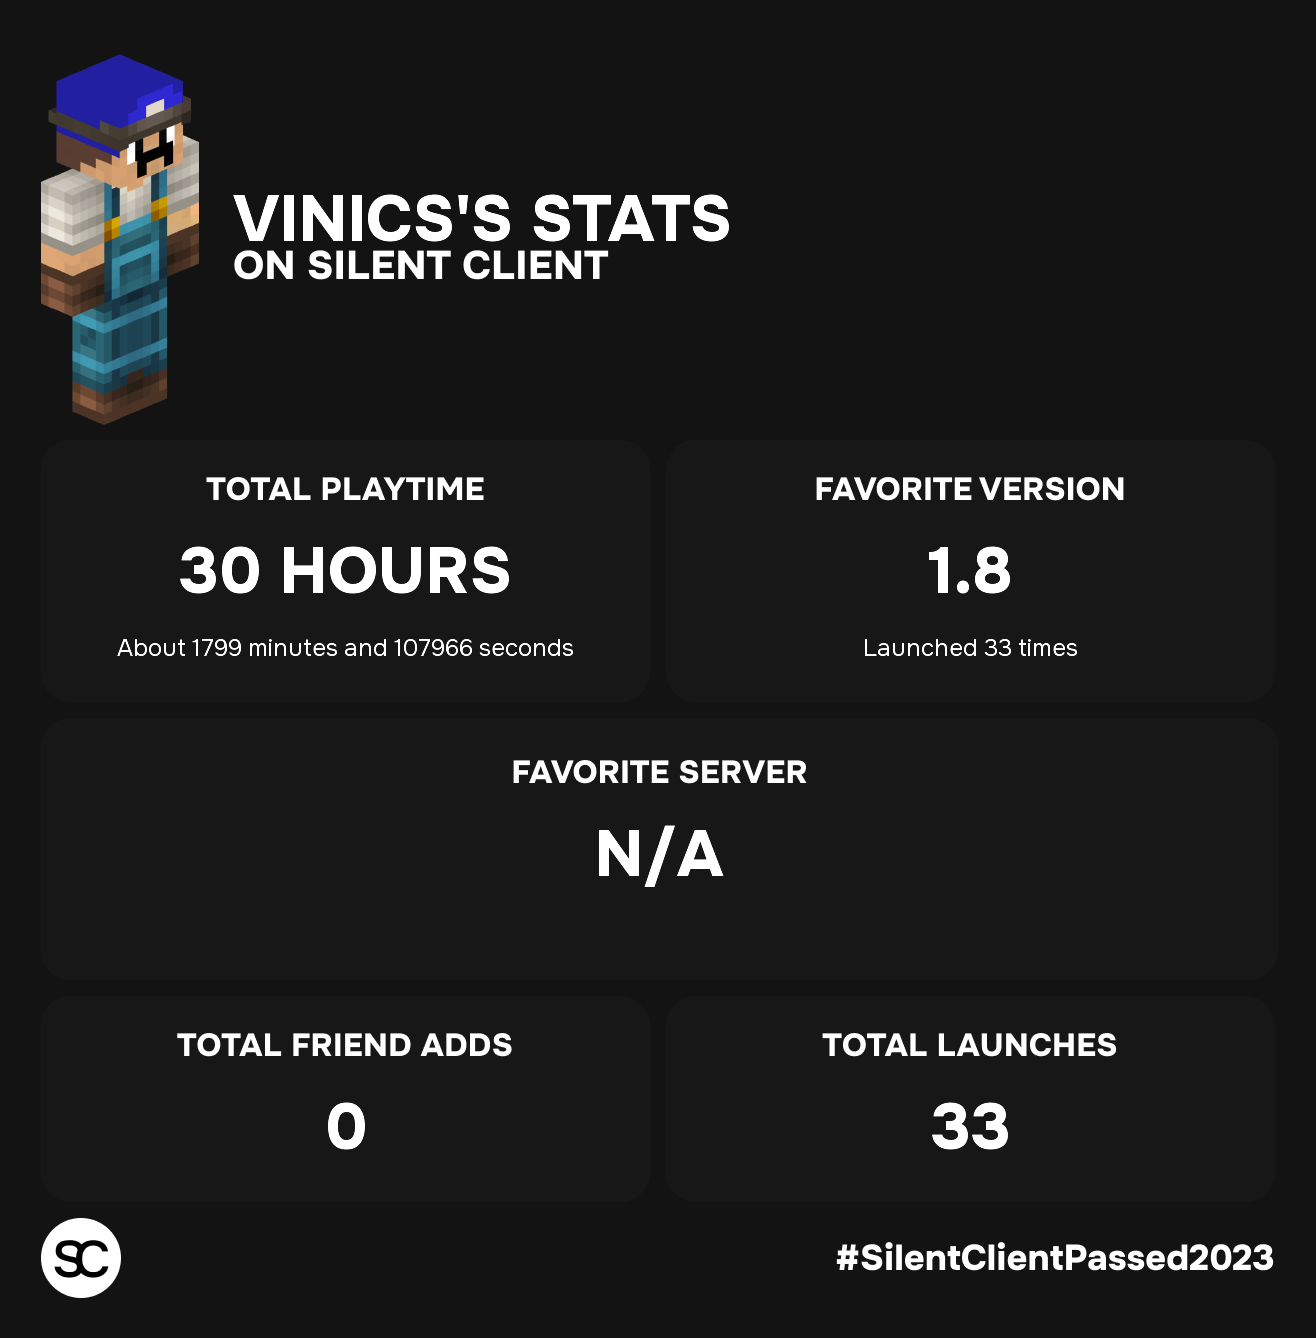 VINICS'S STATS
ON SILENT CLIENT
TOTAL PLAYTIME
30 HOURS
About 1799 minutes and 107966 seconds
FAVORITE VERSION
1.8
Launched 33 times
FAVORITE SERVER
N/A
TOTAL FRIEND ADDS
0
TOTAL LAUNCHES
33
SC
#SilentClientPassed2023